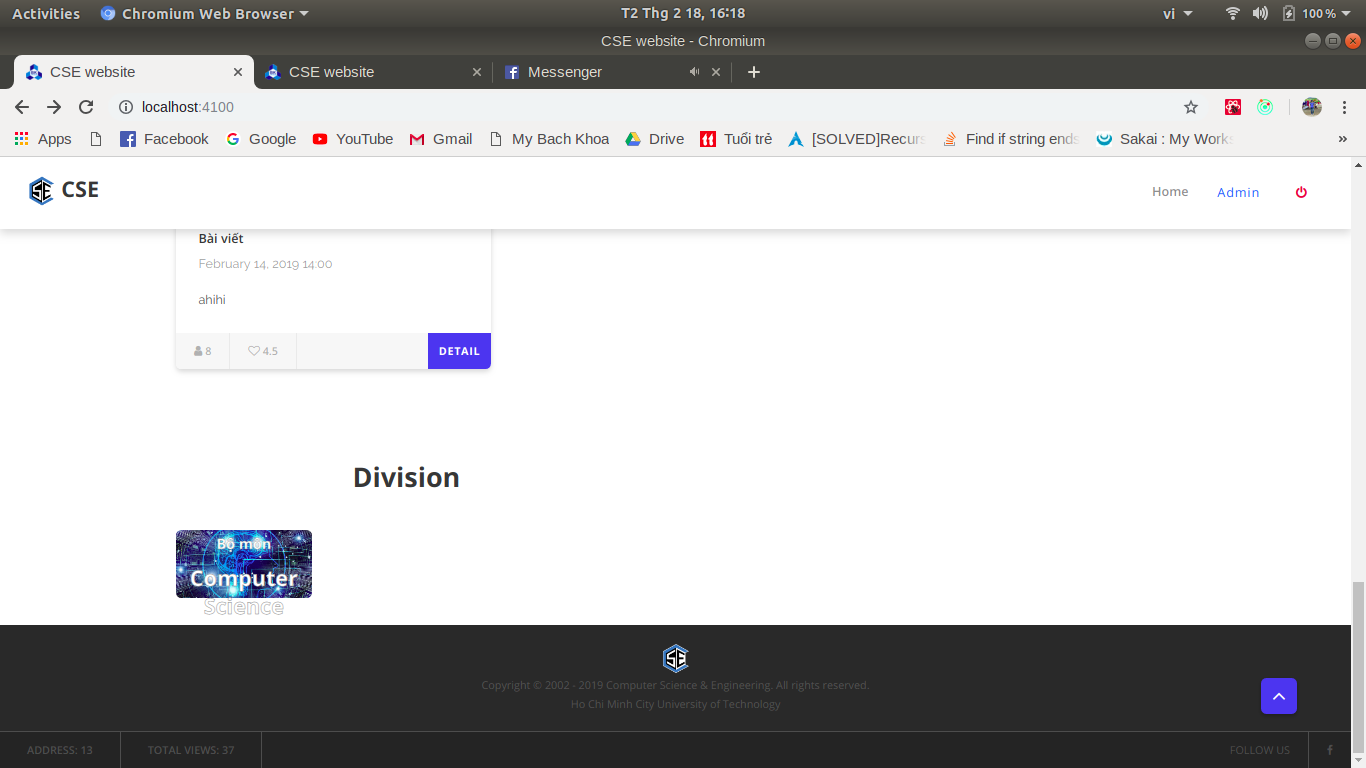 Activities Chromium Web Browser T2 Thg 2 18, 16:18 vi 100 %
CSE website - Chromium
CSE website CSE website Messenger
localhost:4100
Apps Facebook Google YouTube Gmail My Bach Khoa Drive Tuổi trẻ [SOLVED]Recurs Find if string ends Sakai : My Works »
CSE Home Admin
Bài viết
February 14, 2019 14:00
ahihi
8 4.5 DETAIL
Division
Bộ môn
Computer
Science
Copyright © 2002 - 2019 Computer Science & Engineering. All rights reserved.
Ho Chi Minh City University of Technology
ADDRESS: 13 TOTAL VIEWS: 37 FOLLOW US